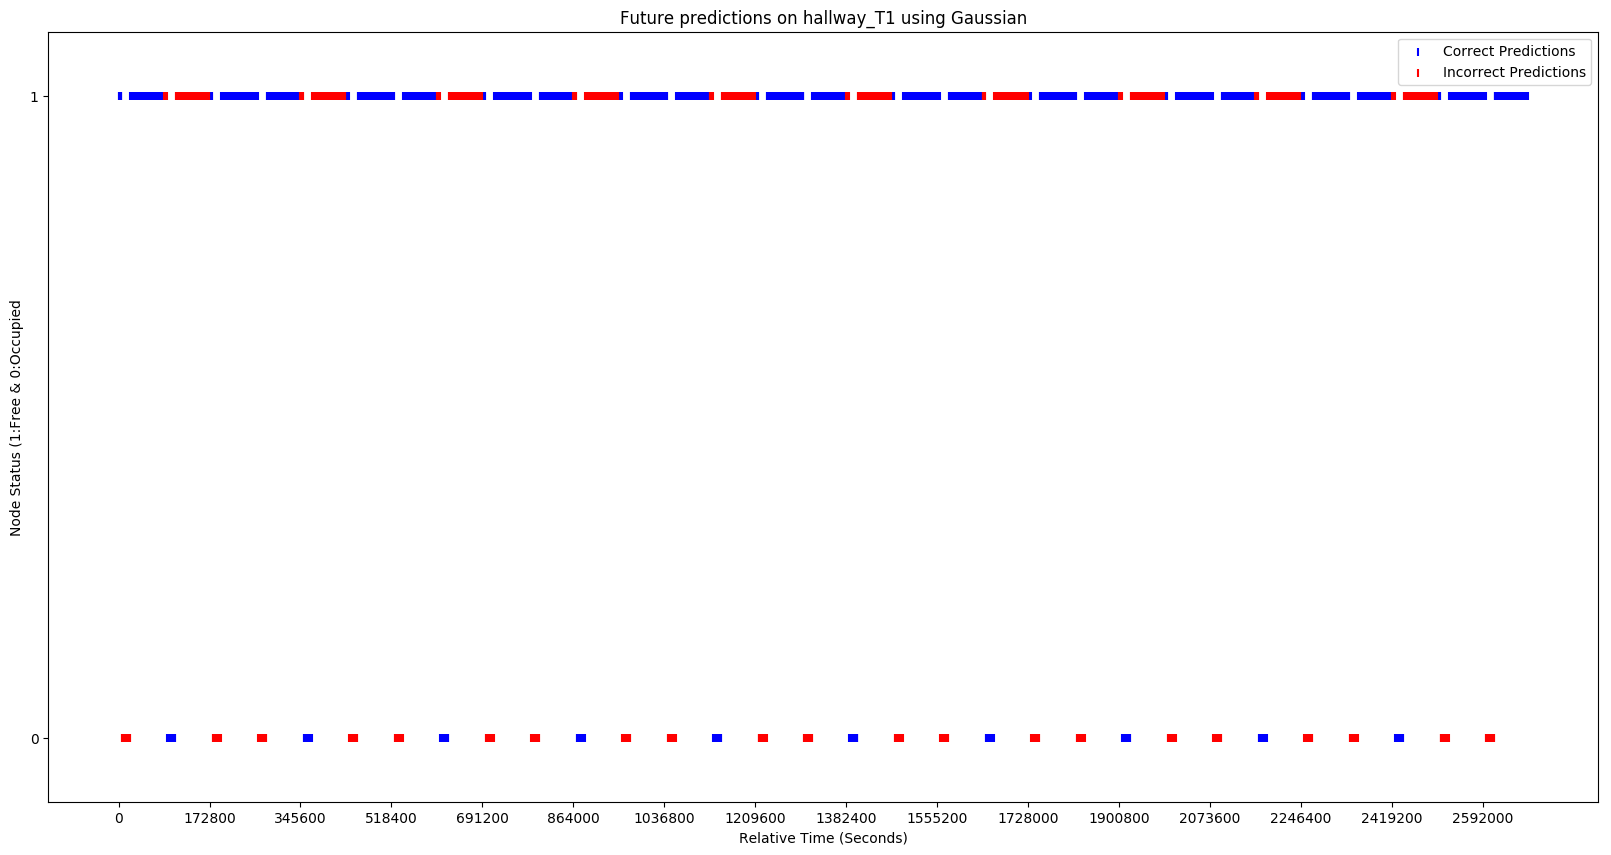 Future predictions on hallway_T1 using Gaussian
Correct Predictions
Incorrect Predictions
1
0
Node Status (1:Free & 0:Occupied
0 172800 345600 518400 691200 864000 1036800 1209600 1382400 1555200 1728000 1900800 2073600 2246400 2419200 2592000
Relative Time (Seconds)